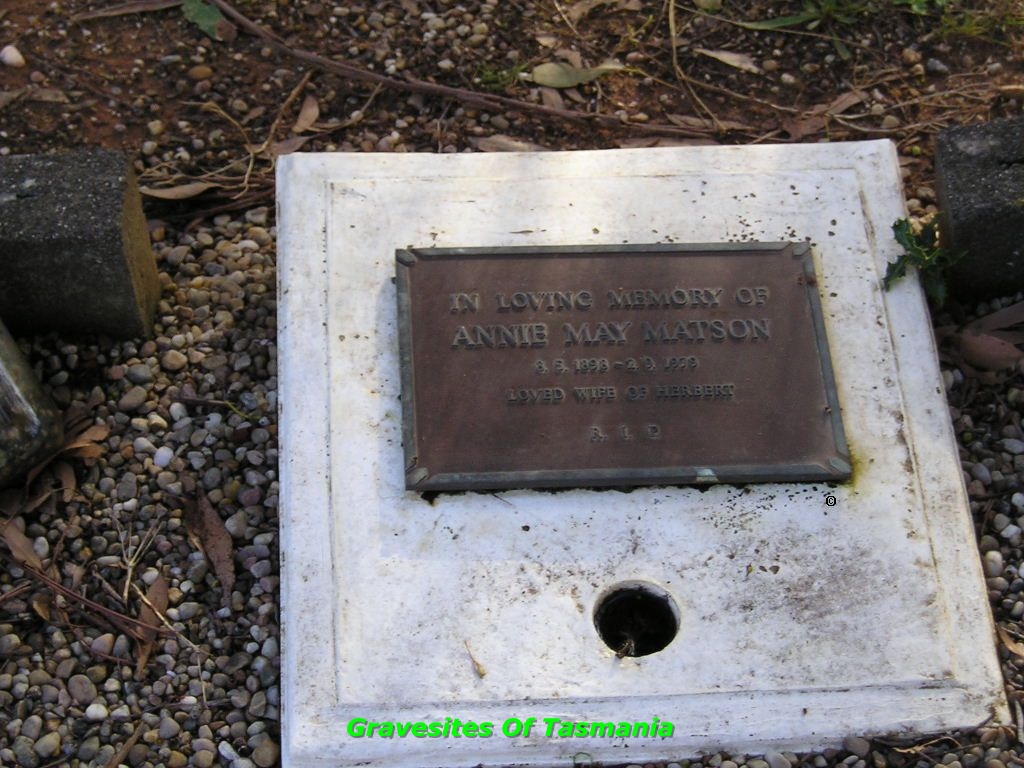 IN LOVING MEMORY OF
ANNIE MAY MATSON
LOVED WIFE OF HERBERT
R. I. P
©
Gravesites Of Tasmania